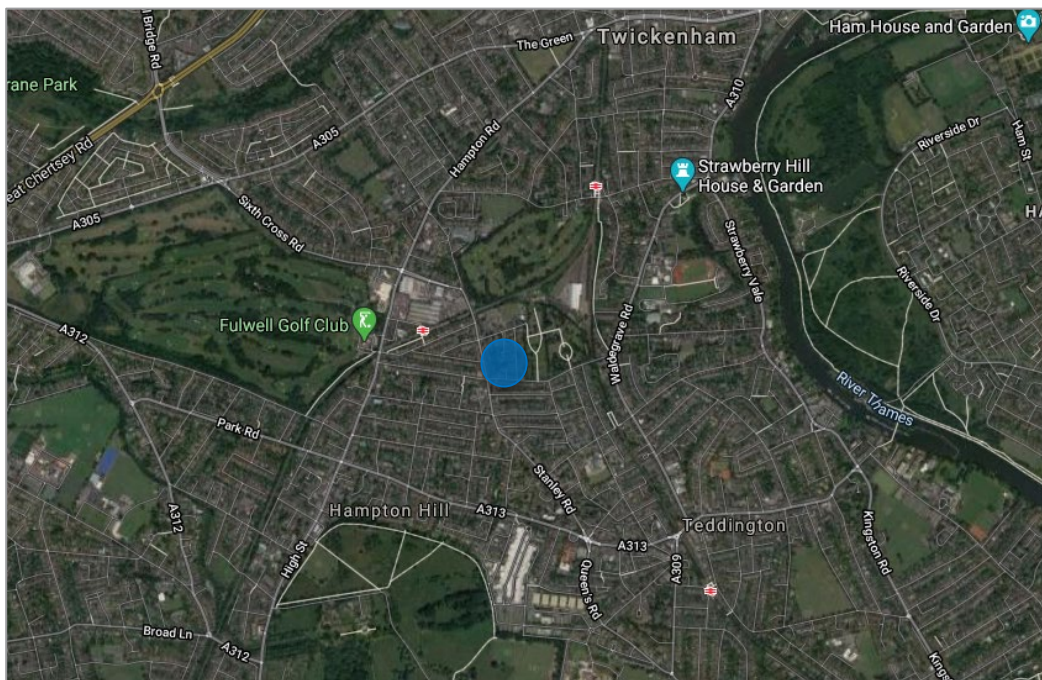 Twickenham
Ham House and Garden
The Green
Bridge Rd
rane Park
A310
Riverside Dr
Ham St
A305
Hampton Rd
eat Chertsey Rd
Strawberry Hill
House & Garden
A305
Sixth Cross Rd
HA
Strawberry Vale
Riverside Dr
A312
Fulwell Golf Club
Waldegrave Rd
River Thames
Park Rd
Stanley Rd
Hampton Hill
A313
Teddington
A312
High St
A313
Kingston Rd
A309
Queen's Rd
Broad Ln
A312
Kings